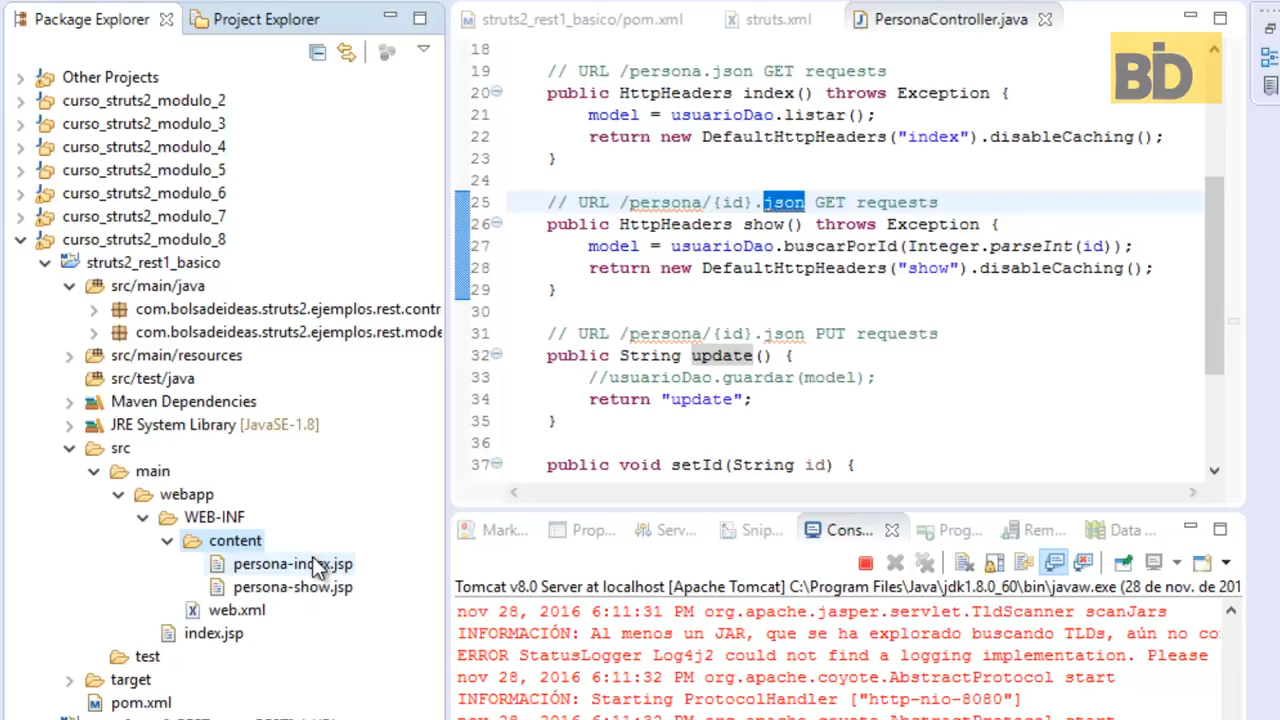 Package Explorer
Project Explorer
Other Projects
curso_struts2_modulo_2
curso_struts2_modulo_3
curso_struts2_modulo_4
curso_struts2_modulo_5
curso_struts2_modulo_6
curso_struts2_modulo_7
curso_struts2_modulo_8
struts2_rest1_basico
src/main/java
com.bolsadeideas.struts2.ejemplos.rest.contr
com.bolsadeideas.struts2.ejemplos.rest.mode
src/main/resources
src/test/java
Maven Dependencies
JRE System Library [JavaSE-1.8]
src
main
webapp
WEB-INF
content
persona-index.jsp
persona-show.jsp
web.xml
index.jsp
test
target
pom.xml
struts2_rest1_basico/pom.xml
struts.xml
PersonaController.java
BD
18
19 // URL /persona.json GET requests
20 public HttpHeaders index() throws Exception {
21 model = usuarioDao.listar();
22 return new DefaultHttpHeaders("index").disableCaching();
23 }
24
25 // URL /persona/{id}.json GET requests
26 public HttpHeaders show() throws Exception {
27 model = usuarioDao.buscarPorId(Integer.parseInt(id));
28 return new DefaultHttpHeaders("show").disableCaching();
29 }
30
31 // URL /persona/{id}.json PUT requests
32 public String update() {
33 //usuarioDao.guardar(model);
34 return "update";
35 }
36
37 public void setId(String id) {
Mark...
Prop...
Serv...
Snip...
Cons...
Prog...
Rem...
Data ...
Tomcat v8.0 Server at localhost [Apache Tomcat] C:\Program Files\Java\jdk1.8.0_60\bin\javaw.exe (28 de nov. de 201
nov 28, 2016 6:11:31 PM org.apache.jasper.servlet.TldScanner scanJars
INFORMACIÓN: Al menos un JAR, que se ha explorado buscando TLDs, aún no co
ERROR StatusLogger Log4j2 could not find a logging implementation. Please
nov 28, 2016 6:11:32 PM org.apache.coyote.AbstractProtocol start
INFORMACIÓN: Starting ProtocolHandler ["http-nio-8080"]
nov 28, 2016 6:11:32 PM org.apache.coyote.AbstractProtocol start